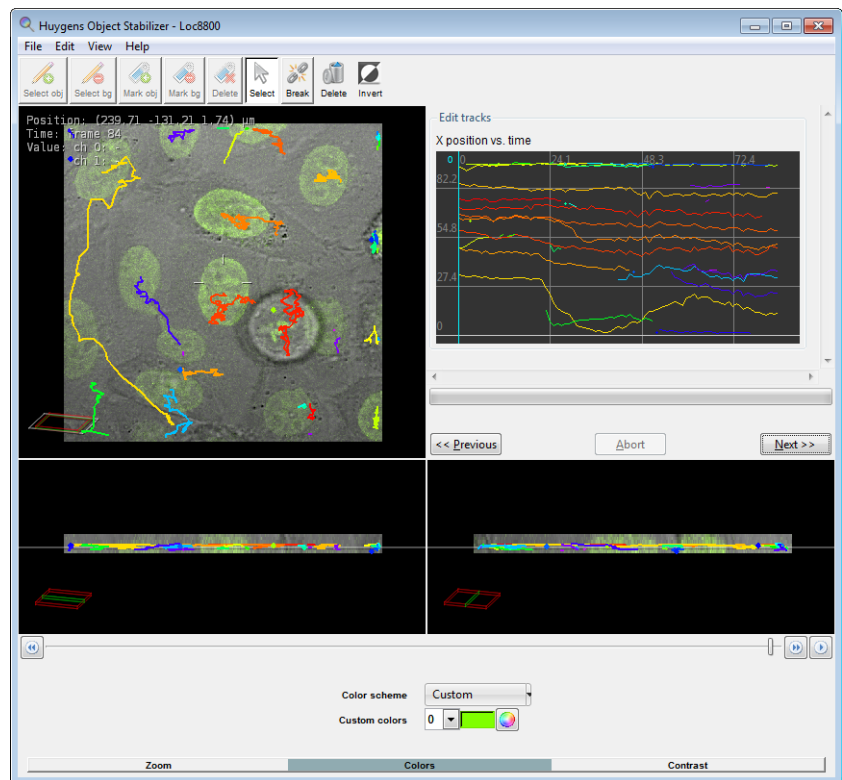 Huygens Object Stabilizer - Loc8800
File Edit View Help
Select obj Select bg Mark obj Mark bg Delete Select Break Delete Invert
Position: (239,71 -131,21 1,74) µm
Time: Frame 84
Value: ch 0: -
ch 1: -
Edit tracks
X position vs. time
0 0 24.1 48.3 72.4
82.2
54.8
27.4
0
<< Previous Abort Next >>
Color scheme Custom
Custom colors 0
Zoom Colors Contrast